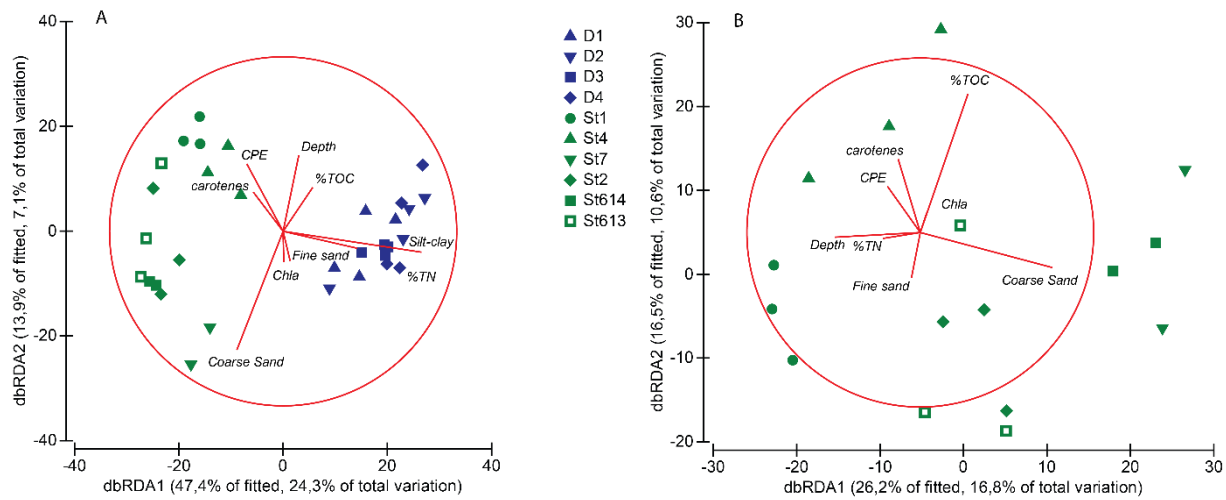 A
40
20
0
-20
-40
dbRDA2 (13,9% of fitted, 7,1% of total variation)
CPE
Depth
carotenes
%TOC
Silt-clay
Fine sand
%TN
Chla
Coarse Sand
-40
-20
0
20
40
dbRDA1 (47,4% of fitted, 24,3% of total variation)
D1
D2
D3
D4
St1
St4
St7
St2
St614
St613
B
30
20
10
0
-10
-20
dbRDA2 (16,5% of fitted, 10,6% of total variation)
%TOC
carotenes
CPE
Chla
Depth
%TN
Fine sand
Coarse Sand
-30
-20
-10
0
10
20
30
dbRDA1 (26,2% of fitted, 16,8% of total variation)